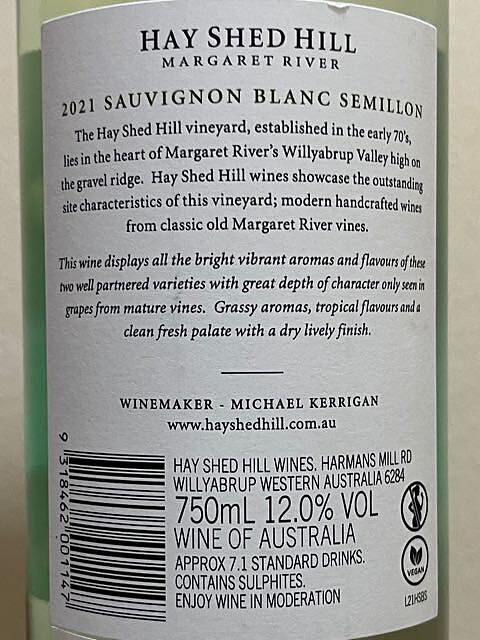 HAY SHED HILL
MARGARET RIVER
2021 SAUVIGNON BLANC SEMILLON
The Hay Shed Hill vineyard, established in the early 70's,
lies in the heart of Margaret River's Willyabrup Valley high on
the gravel ridge. Hay Shed Hill wines showcase the outstanding
site characteristics of this vineyard; modern handcrafted wines
from classic old Margaret River vines.
This wine displays all the bright vibrant aromas and flavours of these
two well partnered varieties with great depth of character only seen in
grapes from mature vines. Grassy aromas, tropical flavours and a
clean fresh palate with a dry lively finish.
WINEMAKER - MICHAEL KERRIGAN
www.hayshedhill.com.au
HAY SHED HILL WINES. HARMANS MILL RD
WILLYABRUP WESTERN AUSTRALIA 6284
750mL 12.0% VOL
WINE OF AUSTRALIA
APPROX 7.1 STANDARD DRINKS.
CONTAINS SULPHITES.
ENJOY WINE IN MODERATION
VEGAN
L21HSBS
9 318462 001147